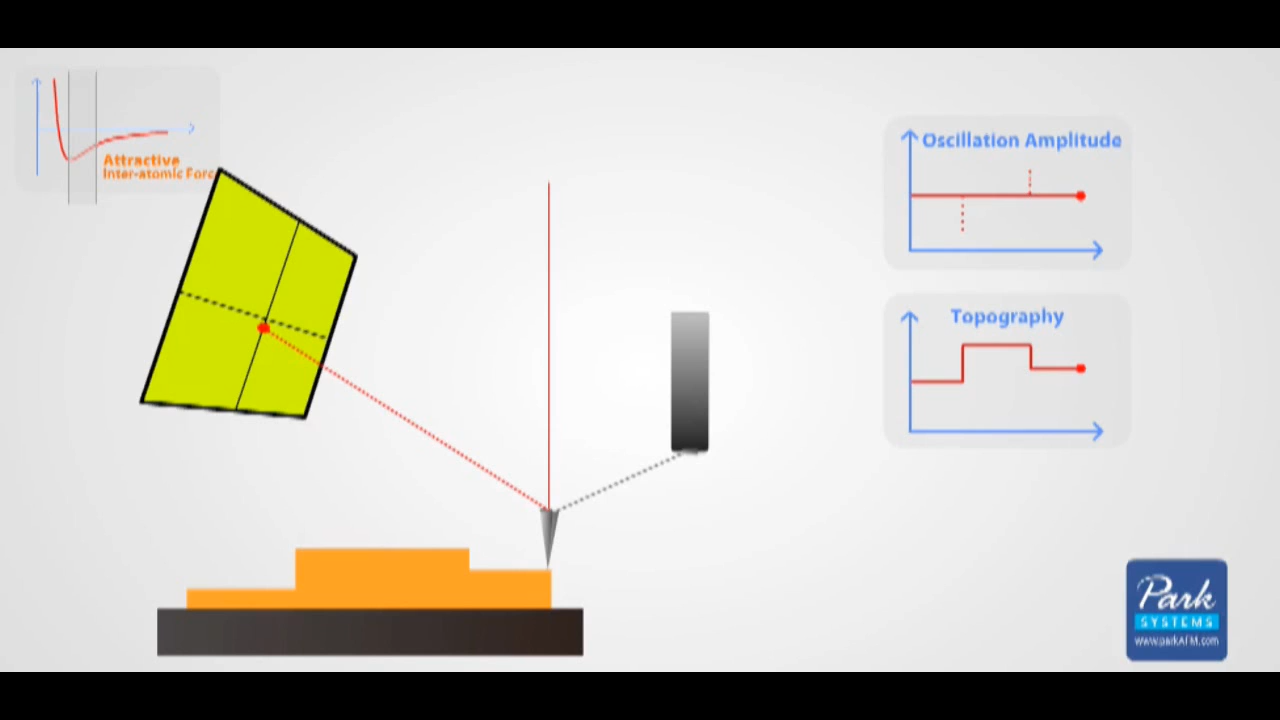 Attractive
Inter-atomic Forc
Oscillation Amplitude
Topography
Park
SYSTEMS
www.parkAFM.com